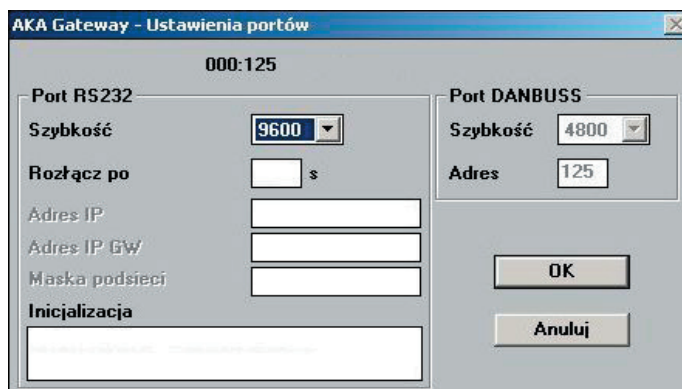 AKA Gateway - Ustawienia portów
000:125
Port RS232
Szybkość 9600
Rozłącz po s
Adres IP
Adres IP GW
Maska podsieci
Inicjalizacja
Port DANBUSS
Szybkość 4800
Adres 125
OK
Anuluj